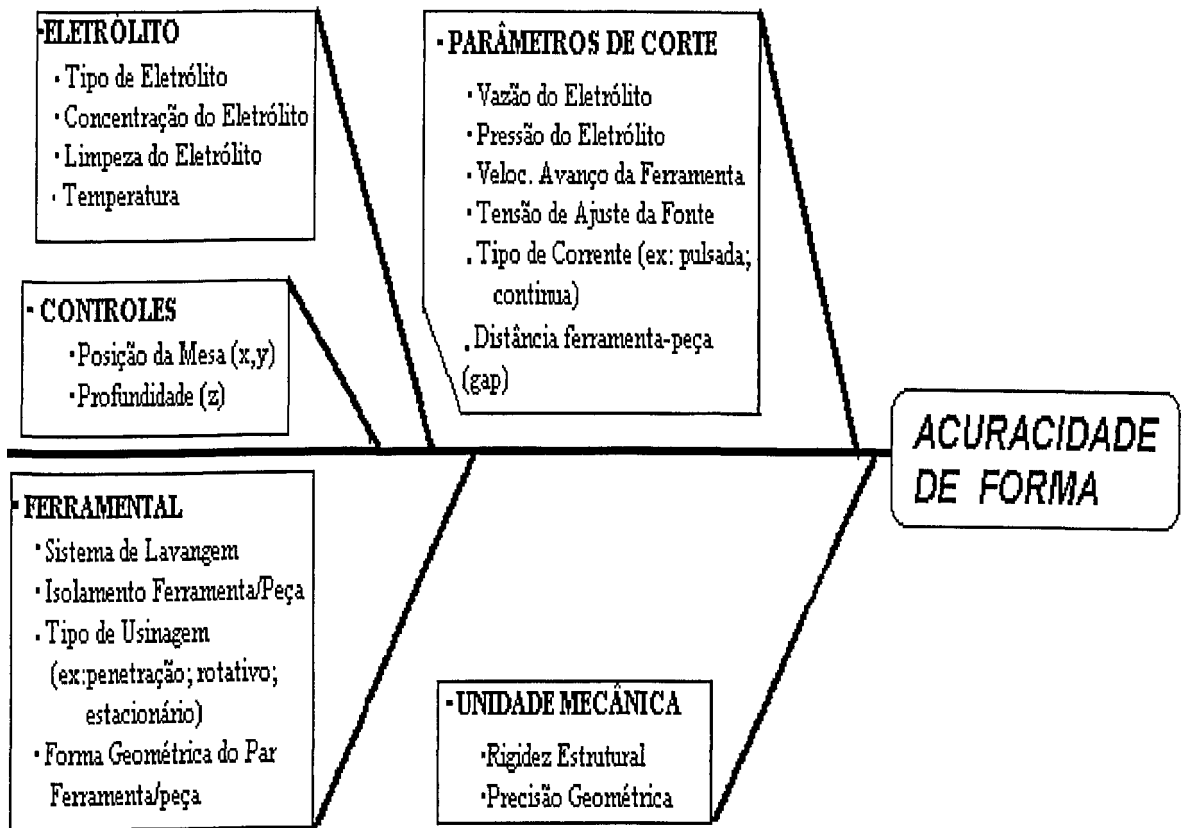 ·ELETRÓLITO
· Tipo de Eletrólito
· Concentração do Eletrólito
· Limpeza do Eletrólito
· Temperatura
· PARÂMETROS DE CORTE
· Vazão do Eletrólito
· Pressão do Eletrólito
· Veloc. Avanço da Ferramenta
· Tensão de Ajuste da Fonte
. Tipo de Corrente (ex: pulsada;
continua)
. Distância ferramenta-peça
(gap)
· CONTROLES
·Posição da Mesa (x,y)
·Profundidade (z)
ACURACIDADE
DE FORMA
· FERRAMENTAL
·Sistema de Lavangem
·Isolamento Ferramenta/Peça
. Tipo de Usinagem
(ex:penetração; rotativo;
estacionário)
·Forma Geométrica do Par
Ferramenta/peça
·UNIDADE MECÂNICA
·Rigidez Estrutural
·Precisão Geométrica